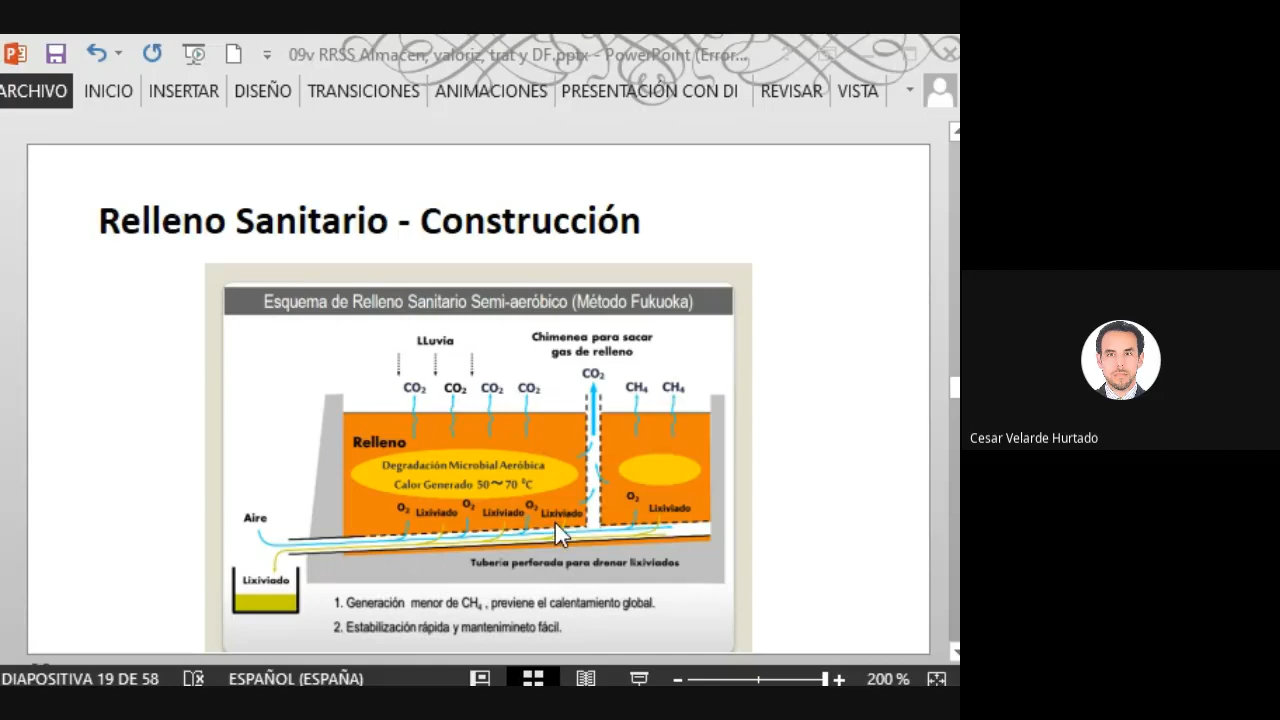 09v RRSS Almacen, valoriz, trat y DF.pptx - PowerPoint (Error...
ARCHIVO INICIO INSERTAR DISEÑO TRANSICIONES ANIMACIONES PRESENTACIÓN CON DI REVISAR VISTA
Relleno Sanitario - Construcción
Esquema de Relleno Sanitario Semi-aeróbico (Método Fukuoka)
LLuvia
Chimenea para sacar
gas de relleno
CO₂ CO₂ CO₂ CO₂ CO₂ CH₄ CH₄
Relleno
Degradación Microbial Aeróbica
Calor Generado 50~70 °C
O₂ Lixiviado O₂ Lixiviado O₂ Lixiviado O₂ Lixiviado
Aire
Tuberia perforada para drenar lixiviados
Lixiviado
1. Generación menor de CH₄ , previene el calentamiento global.
2. Estabilización rápida y mantenimineto fácil.
DIAPOSITIVA 19 DE 58 ESPAÑOL (ESPAÑA) 200 %
Cesar Velarde Hurtado